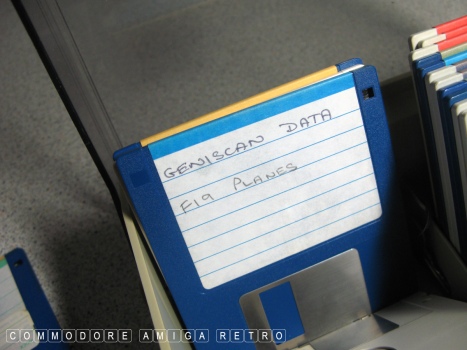 GENISCAN DATA
F19 PLANES
COMMODORE AMIGA RETRO